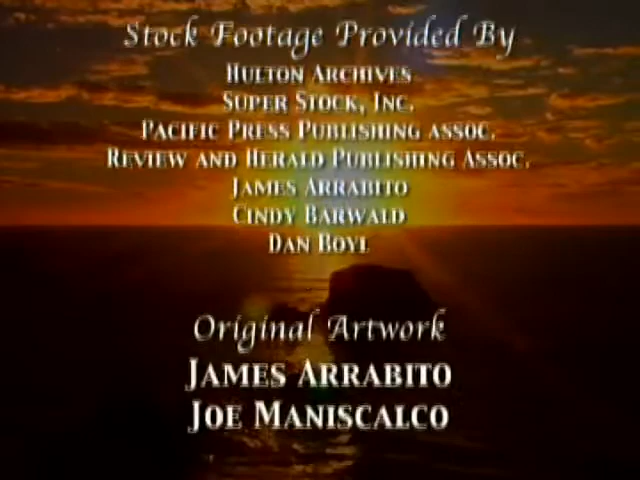 Stock Footage Provided By
HULTON ARCHIVES
SUPER STOCK, INC.
PACIFIC PRESS PUBLISHING ASSOC.
REVIEW AND HERALD PUBLISHING ASSOC.
JAMES ARRABITO
CINDY BARWALD
DAN BOYL
Original Artwork
JAMES ARRABITO
JOE MANISCALCO